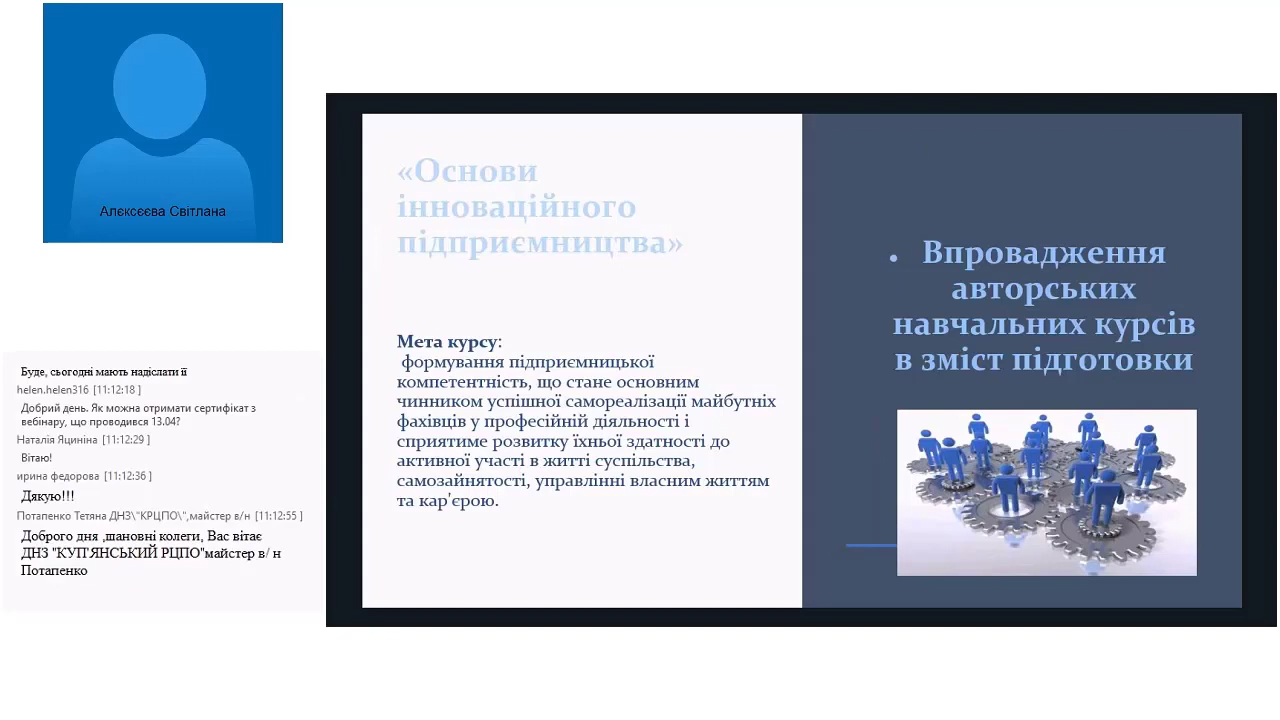 Алєксєєва Світлана
Буде, сьогодні мають надіслати її
helen.helen316 [11:12:18 ]
Добрий день. Як можна отримати сертифікат з
вебінару, що проводився 13.04?
Наталія Яциніна [11:12:29 ]
Вітаю!
ирина федорова [11:12:36 ]
Дякую!!!
Потапенко Тетяна ДНЗ\"КРЦПО\",майстер в/н [11:12:55 ]
Доброго дня ,шановні колеги, Вас вітає
ДНЗ "КУП'ЯНСЬКИЙ РЦПО"майстер в/ н
Потапенко
«Основи
інноваційного
підприємництва»
Мета курсу:
формування підприємницької
компетентність, що стане основним
чинником успішної самореалізації майбутніх
фахівців у професійній діяльності і
сприятиме розвитку їхньої здатності до
активної участі в житті суспільства,
самозайнятості, управлінні власним життям
та кар'єрою.
• Впровадження
авторських
навчальних курсів
в зміст підготовки